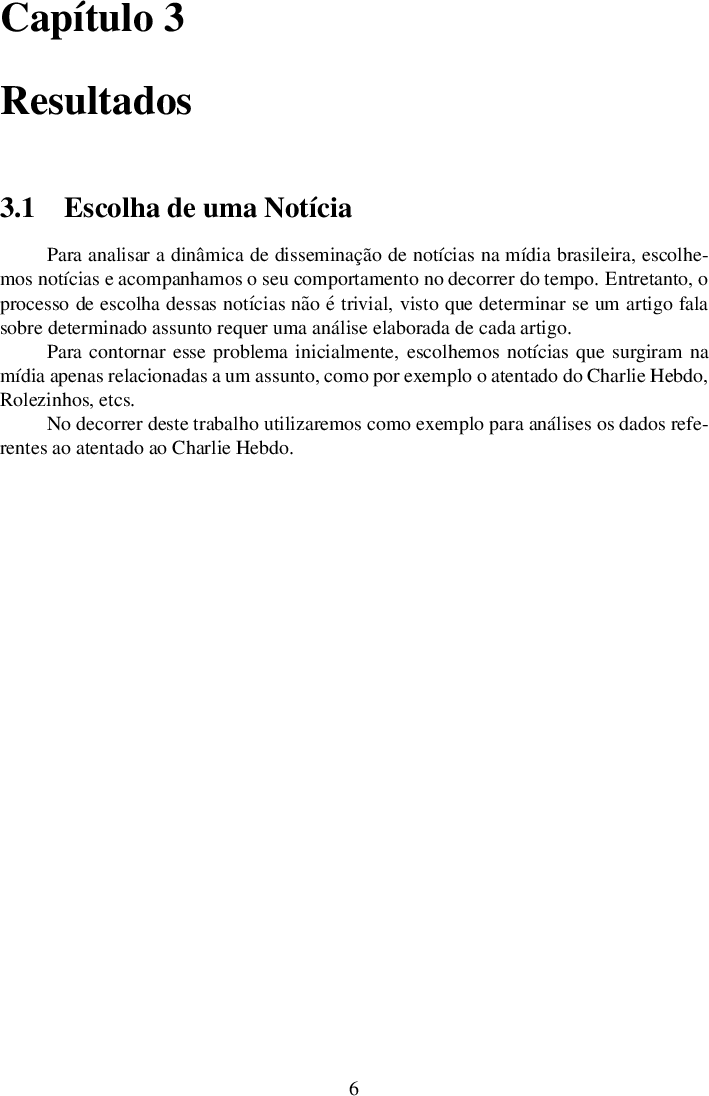 Capítulo 3
Resultados
3.1 Escolha de uma Notícia
Para analisar a dinâmica de disseminação de notícias na mídia brasileira, escolhe-
mos notícias e acompanhamos o seu comportamento no decorrer do tempo. Entretanto, o
processo de escolha dessas notícias não é trivial, visto que determinar se um artigo fala
sobre determinado assunto requer uma análise elaborada de cada artigo.
Para contornar esse problema inicialmente, escolhemos notícias que surgiram na
mídia apenas relacionadas a um assunto, como por exemplo o atentado do Charlie Hebdo,
Rolezinhos, etcs.
No decorrer deste trabalho utilizaremos como exemplo para análises os dados refe-
rentes ao atentado ao Charlie Hebdo.
6